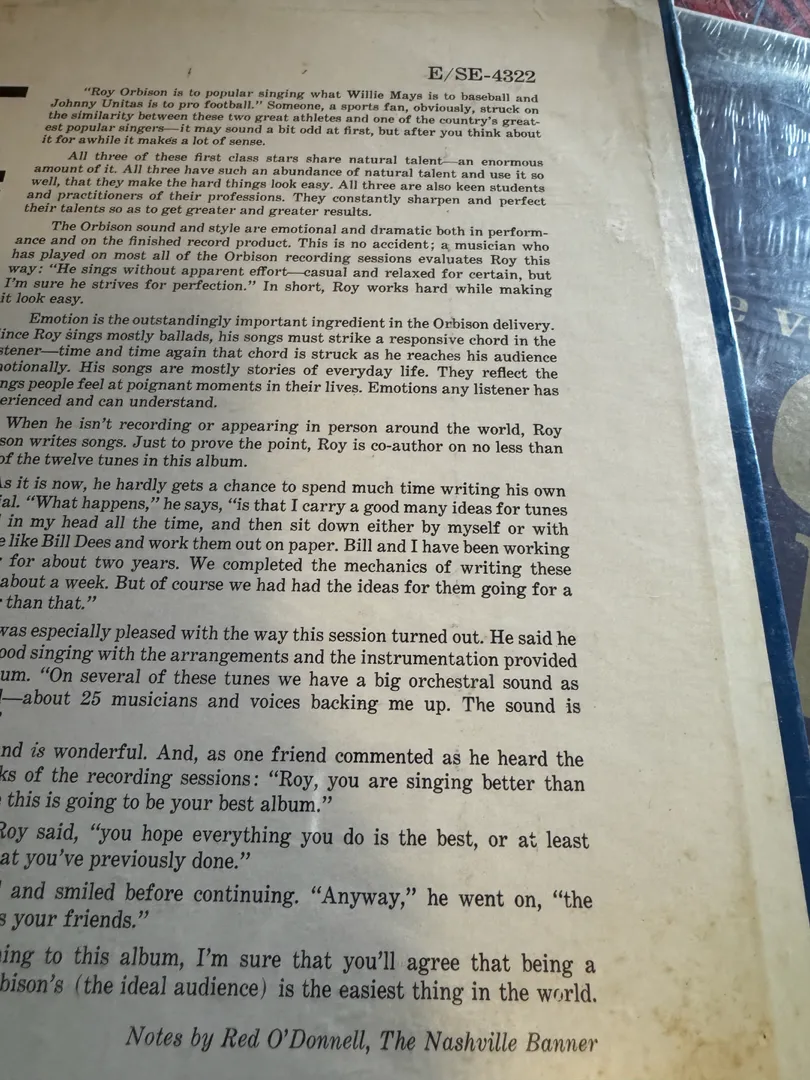 E/SE-4322
"Roy Orbison is to popular singing what Willie Mays is to baseball and
Johnny Unitas is to pro football." Someone, a sports fan, obviously, struck on
the similarity between these two great athletes and one of the country's great-
est popular singers—it may sound a bit odd at first, but after you think about
it for awhile it makes a lot of sense.
All three of these first class stars share natural talent—an enormous
amount of it. All three have such an abundance of natural talent and use it so
well, that they make the hard things look easy. All three are also keen students
and practitioners of their professions. They constantly sharpen and perfect
their talents so as to get greater and greater results.
The Orbison sound and style are emotional and dramatic both in perform-
ance and on the finished record product. This is no accident; a musician who
has played on most all of the Orbison recording sessions evaluates Roy this
way: "He sings without apparent effort—casual and relaxed for certain, but
I'm sure he strives for perfection." In short, Roy works hard while making
it look easy.
Emotion is the outstandingly important ingredient in the Orbison delivery.
ince Roy sings mostly ballads, his songs must strike a responsive chord in the
stener—time and time again that chord is struck as he reaches his audience
notionally. His songs are mostly stories of everyday life. They reflect the
ngs people feel at poignant moments in their lives. Emotions any listener has
erienced and can understand.
When he isn't recording or appearing in person around the world, Roy
son writes songs. Just to prove the point, Roy is co-author on no less than
of the twelve tunes in this album.
As it is now, he hardly gets a chance to spend much time writing his own
ial. "What happens," he says, "is that I carry a good many ideas for tunes
in my head all the time, and then sit down either by myself or with
e like Bill Dees and work them out on paper. Bill and I have been working
for about two years. We completed the mechanics of writing these
about a week. But of course we had had the ideas for them going for a
than that."
was especially pleased with the way this session turned out. He said he
ood singing with the arrangements and the instrumentation provided
um. "On several of these tunes we have a big orchestral sound as
—about 25 musicians and voices backing me up. The sound is
nd is wonderful. And, as one friend commented as he heard the
ks of the recording sessions: "Roy, you are singing better than
this is going to be your best album."
Roy said, "you hope everything you do is the best, or at least
at you've previously done."
and smiled before continuing. "Anyway," he went on, "the
s your friends."
ing to this album, I'm sure that you'll agree that being a
bison's (the ideal audience) is the easiest thing in the world.
Notes by Red O'Donnell, The Nashville Banner